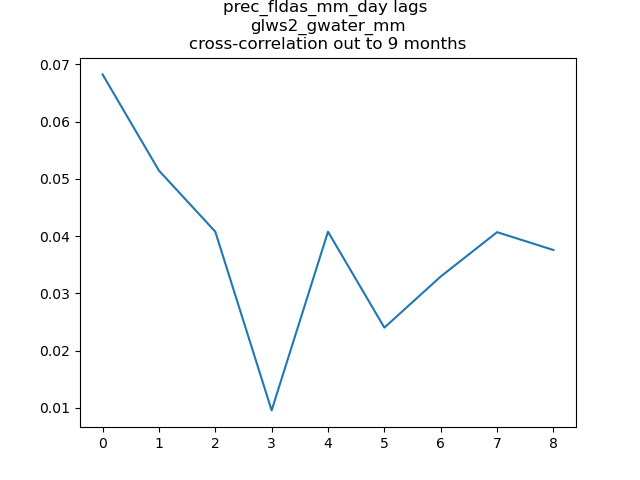 prec_fldas_mm_day lags
glws2_gwater_mm
cross-correlation out to 9 months
0.07
0.06
0.05
0.04
0.03
0.02
0.01
0 1 2 3 4 5 6 7 8